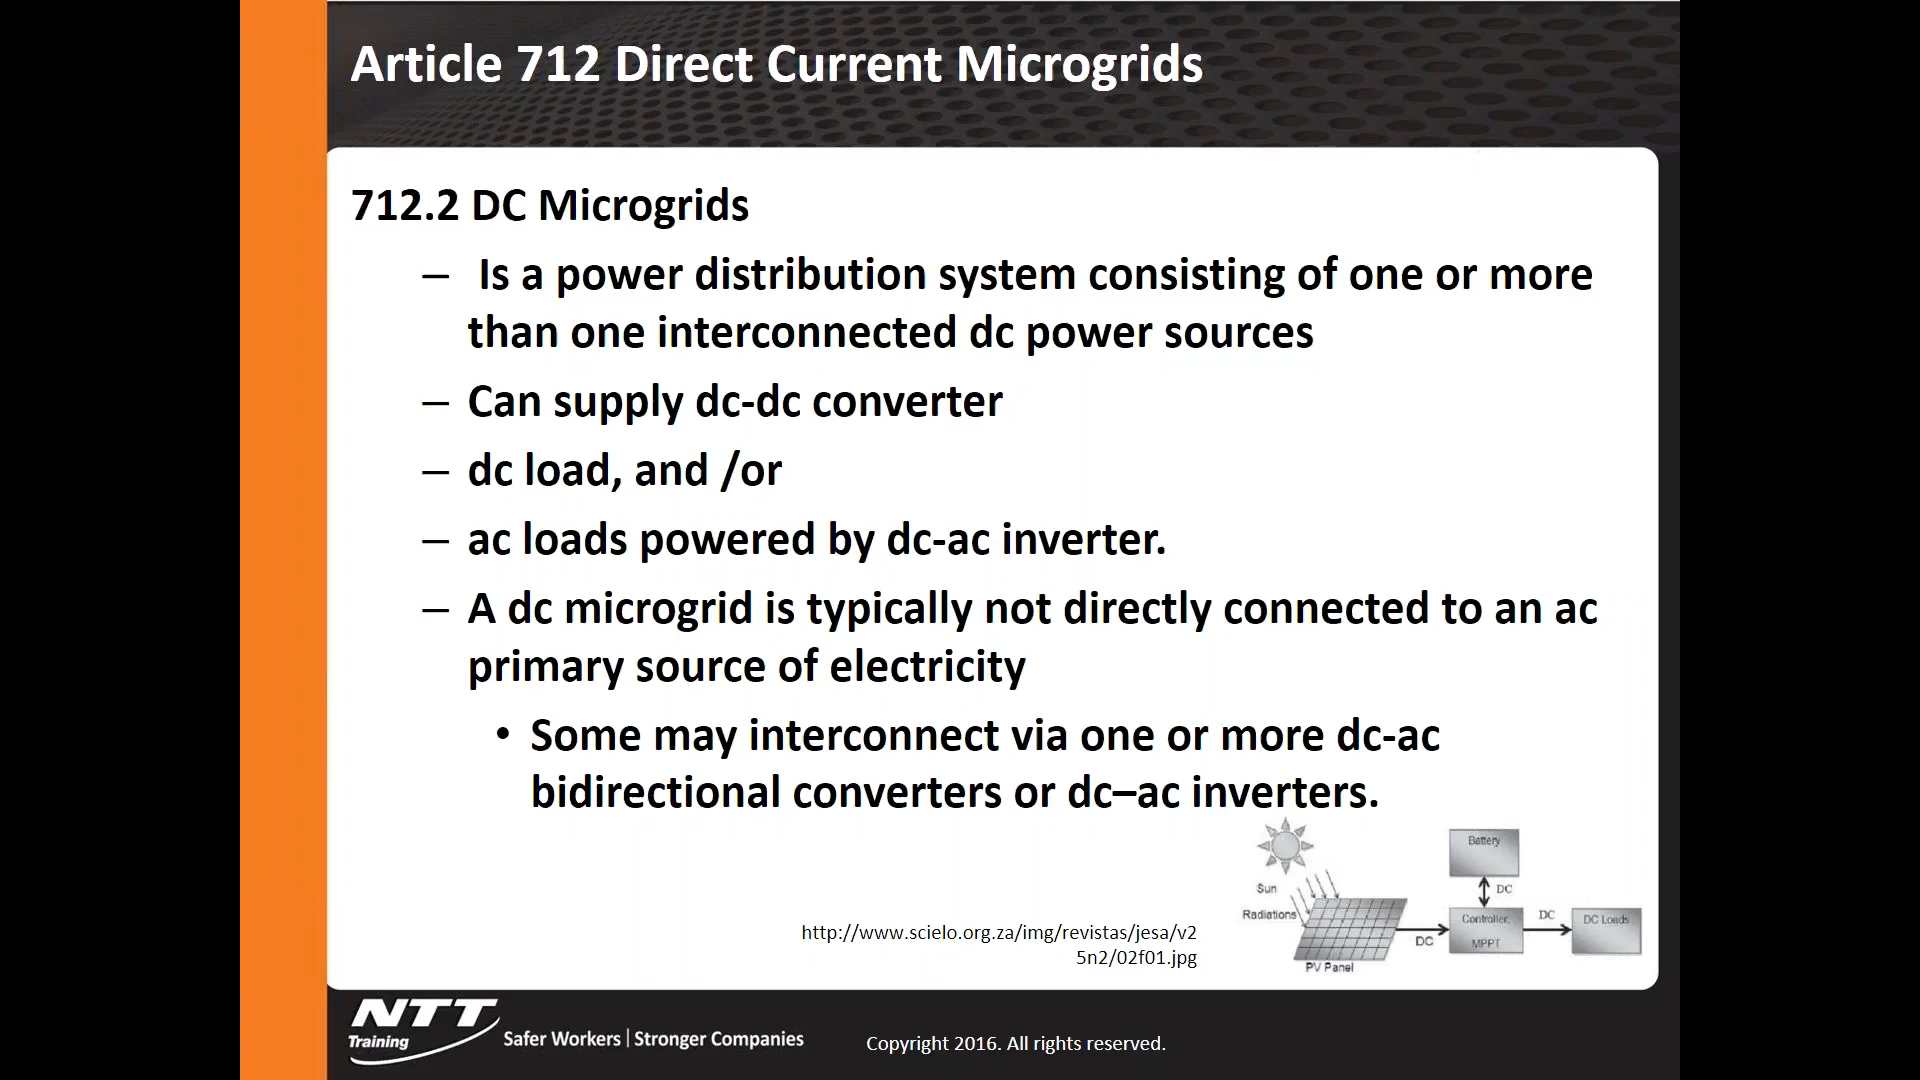 Article 712 Direct Current Microgrids
712.2 DC Microgrids
– Is a power distribution system consisting of one or more
than one interconnected dc power sources
– Can supply dc-dc converter
– dc load, and /or
– ac loads powered by dc-ac inverter.
– A dc microgrid is typically not directly connected to an ac
primary source of electricity
• Some may interconnect via one or more dc-ac
bidirectional converters or dc–ac inverters.
Sun
Radiations
PV Panel
DC
Battery
DC
Controller,
MPPT
DC
DC Loads
http://www.scielo.org.za/img/revistas/jesa/v2
5n2/02f01.jpg
NTT
Training
Safer Workers | Stronger Companies
Copyright 2016. All rights reserved.